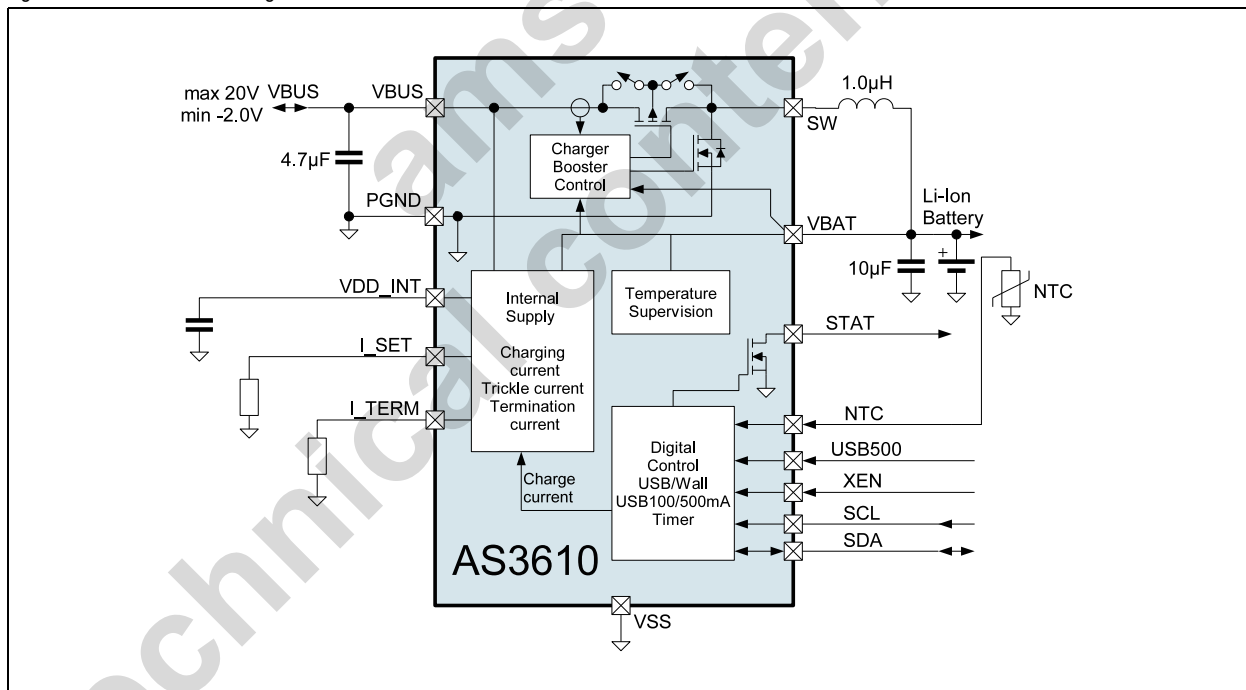 max 20V
min -2.0V
VBUS
VBUS
4.7µF
PGND
Charger
Booster
Control
SW
1.0µH
Li-Ion
Battery
VBAT
10µF
+
NTC
VDD_INT
I_SET
I_TERM
Internal
Supply
Charging
current
Trickle current
Termination
current
Temperature
Supervision
STAT
Charge
current
Digital
Control
USB/Wall
USB100/500mA
Timer
NTC
USB500
XEN
SCL
SDA
AS3610
VSS
ams
technical conten